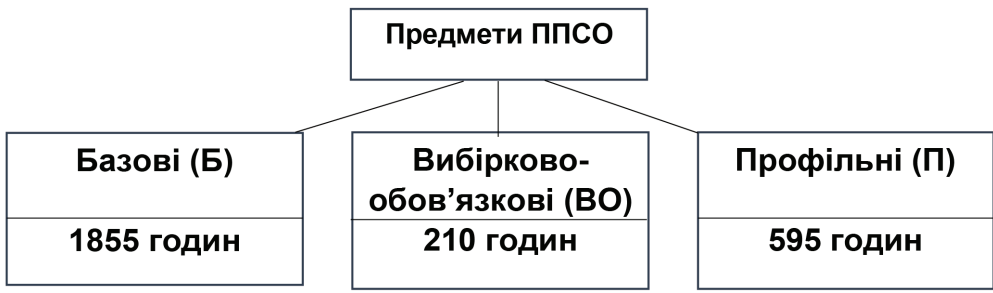 Предмети ППСО
Базові (Б)
1855 годин
Вибірково-
обов’язкові (ВО)
210 годин
Профільні (П)
595 годин